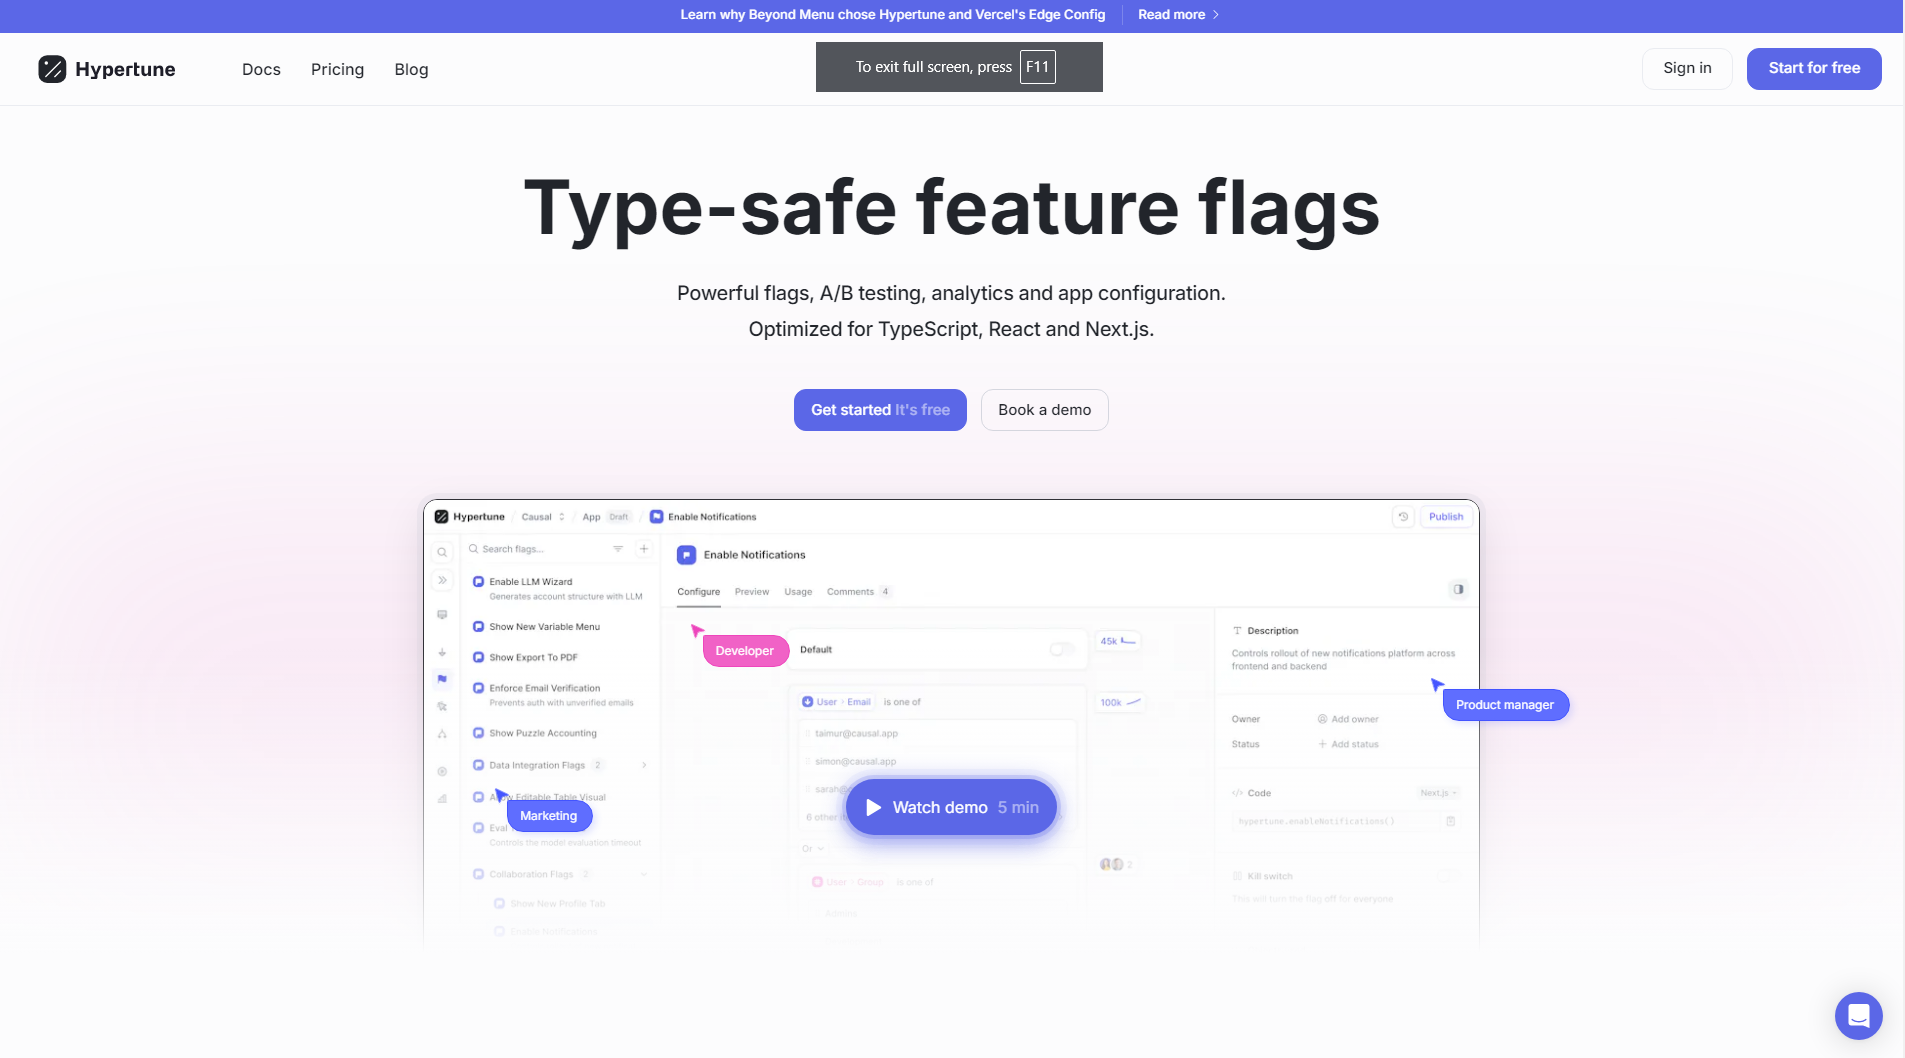 Learn why Beyond Menu chose Hypertune and Vercel's Edge Config
Read more
Hypertune
Docs
Pricing
Blog
To exit full screen, press F11
Sign in
Start for free
Type-safe feature flags
Powerful flags, A/B testing, analytics and app configuration.
Optimized for TypeScript, React and Next.js.
Get started It's free
Book a demo
Hypertune / Causal / App Draft / Enable Notifications
Publish
Search flags...
Enable LLM Wizard
Generates account structure with LLM
Show New Variable Menu
Show Export To PDF
Enforce Email Verification
Prevents auth with unverified emails
Show Puzzle Accounting
Data Integration Flags 2
Editable Table Visual
Marketing
Eval
Controls the model evaluation timeout
Collaboration Flags 2
Show New Profile Tab
Enable Notifications
Enable Notifications
Configure
Preview
Usage
Comments 4
Developer
Default
45k
User › Email is one of
100k
taimur@causal.app
simon@causal.app
6 other
Watch demo 5 min
Or
2
User › Group is one of
Admins
Description
Controls rollout of new notifications platform across
frontend and backend
Product manager
Owner
Add owner
Status
Add status
Code
Next.js
hypertune.enableNotifications()
Kill switch
This will turn the flag off for everyone